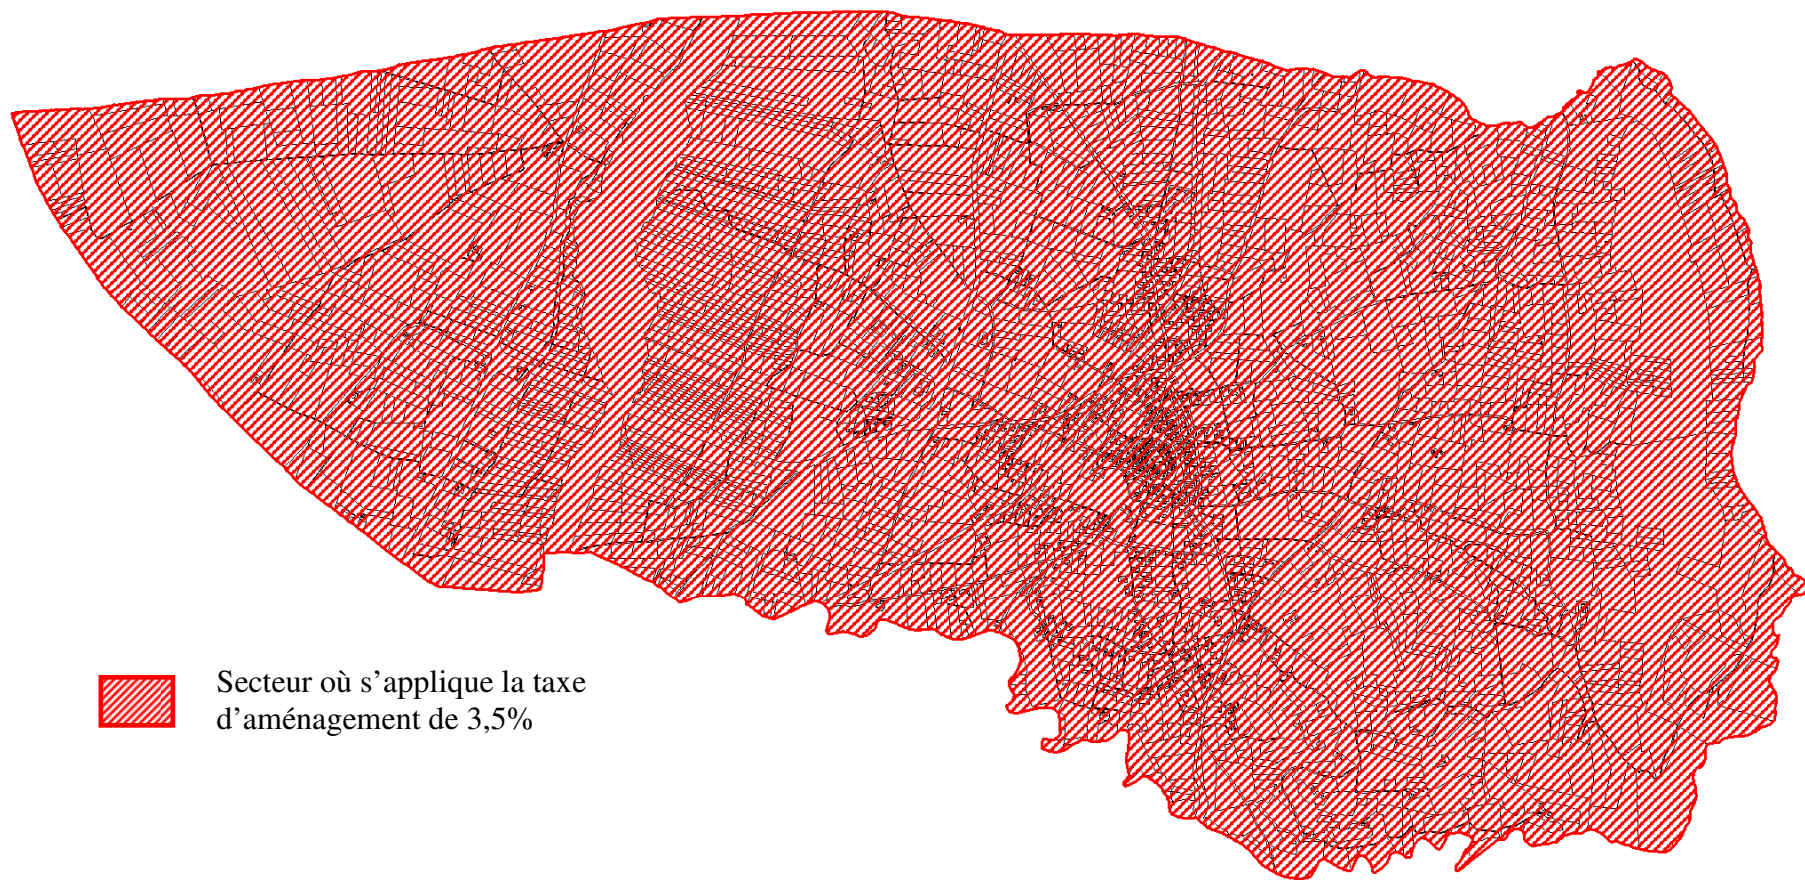 Secteur où s’applique la taxe
d’aménagement de 3,5%